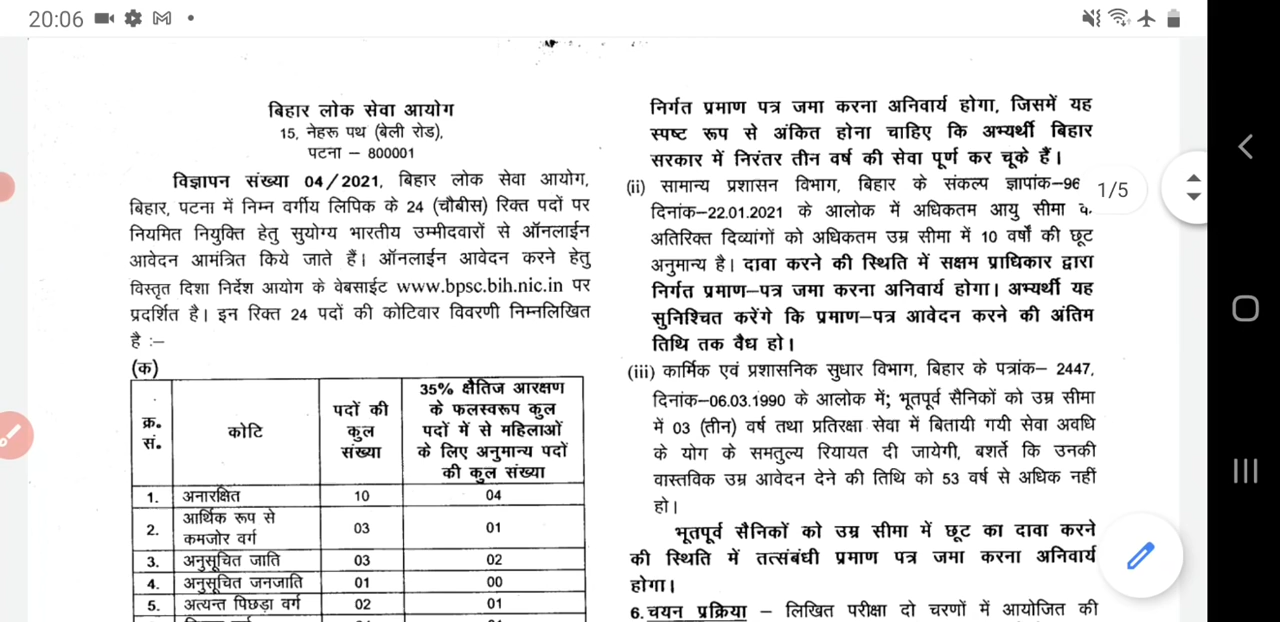 20:06
बिहार लोक सेवा आयोग
15, नेहरू पथ (बेली रोड),
पटना – 800001
विज्ञापन संख्या 04/2021, बिहार लोक सेवा आयोग,
बिहार, पटना में निम्न वर्गीय लिपिक के 24 (चौबीस) रिक्त पदों पर
नियमित नियुक्ति हेतु सुयोग्य भारतीय उम्मीदवारों से ऑनलाईन
आवेदन आमंत्रित किये जाते हैं। ऑनलाईन आवेदन करने हेतु
विस्तृत दिशा निर्देश आयोग के वेबसाईट www.bpsc.bih.nic.in पर
प्रदर्शित है। इन रिक्त 24 पदों की कोटिवार विवरणी निम्नलिखित
है :–
(क)
क्र. सं.
कोटि
पदों की कुल संख्या
35% क्षैतिज आरक्षण के फलस्वरूप कुल पदों में से महिलाओं के लिए अनुमान्य पदों की कुल संख्या
1. अनारक्षित 10 04
2. आर्थिक रूप से कमजोर वर्ग 03 01
3. अनुसूचित जाति 03 02
4. अनुसूचित जनजाति 01 00
5. अत्यन्त पिछड़ा वर्ग 02 01
निर्गत प्रमाण पत्र जमा करना अनिवार्य होगा, जिसमें यह
स्पष्ट रूप से अंकित होना चाहिए कि अभ्यर्थी बिहार
सरकार में निरंतर तीन वर्ष की सेवा पूर्ण कर चूके हैं।
(ii) सामान्य प्रशासन विभाग, बिहार के संकल्प ज्ञापांक–96
1/5
दिनांक–22.01.2021 के आलोक में अधिकतम आयु सीमा
अतिरिक्त दिव्यांगों को अधिकतम उम्र सीमा में 10 वर्षों की छूट
अनुमान्य है। दावा करने की स्थिति में सक्षम प्राधिकार द्वारा
निर्गत प्रमाण–पत्र जमा करना अनिवार्य होगा। अभ्यर्थी यह
सुनिश्चित करेंगे कि प्रमाण–पत्र आवेदन करने की अंतिम
तिथि तक वैध हो।
(iii) कार्मिक एवं प्रशासनिक सुधार विभाग, बिहार के पत्रांक– 2447,
दिनांक–06.03.1990 के आलोक में; भूतपूर्व सैनिकों को उम्र सीमा
में 03 (तीन) वर्ष तथा प्रतिरक्षा सेवा में बितायी गयी सेवा अवधि
के योग के समतुल्य रियायत दी जायेगी, बशर्ते कि उनकी
वास्तविक उम्र आवेदन देने की तिथि को 53 वर्ष से अधिक नहीं
हो।
भूतपूर्व सैनिकों को उम्र सीमा में छूट का दावा करने
की स्थिति में तत्संबंधी प्रमाण पत्र जमा करना अनिवार्य
होगा।
6. चयन प्रक्रिया – लिखित परीक्षा दो चरणों में आयोजित की